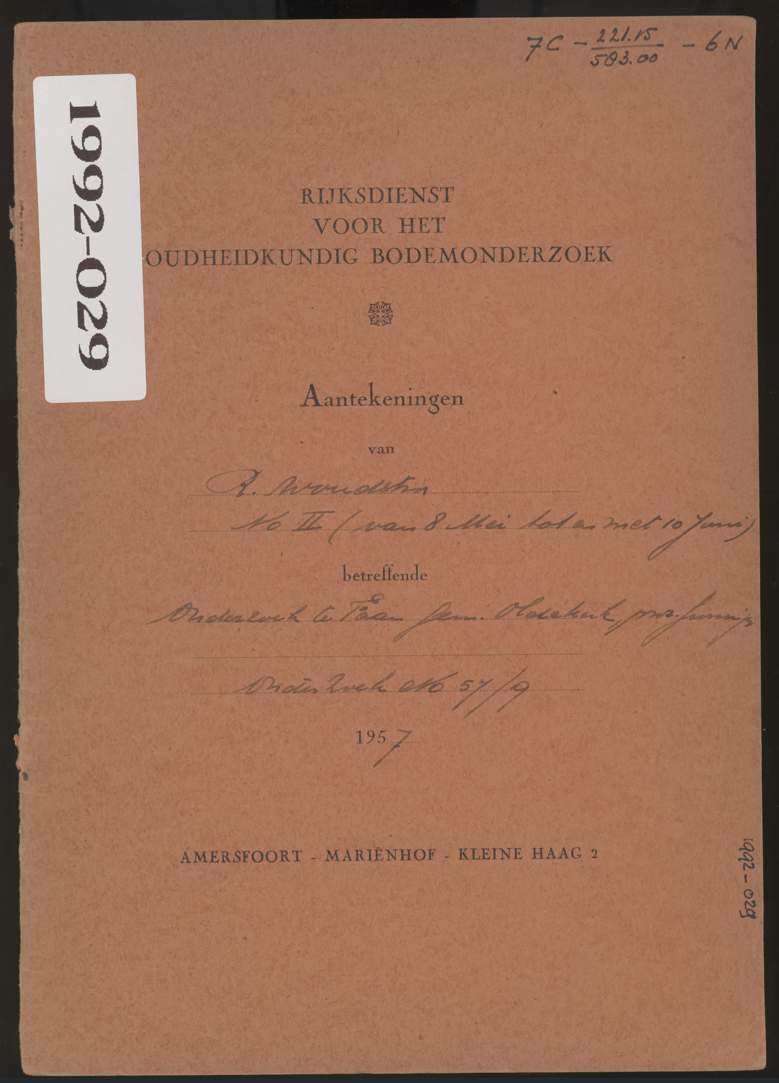 7C - 221.15 / 583.00 - 6N
1992-029
RIJKSDIENST
VOOR HET
OUDHEIDKUNDIG BODEMONDERZOEK
Aantekeningen
van
R. Woudstra
No II (van 8 Mei tot en met 10 Juni)
betreffende
Onderzoek te Faan gem. Oldekerk, prov. Groningen
Onderzoek No 57/9
1957
AMERSFOORT - MARIËNHOF - KLEINE HAAG 2
1992-029